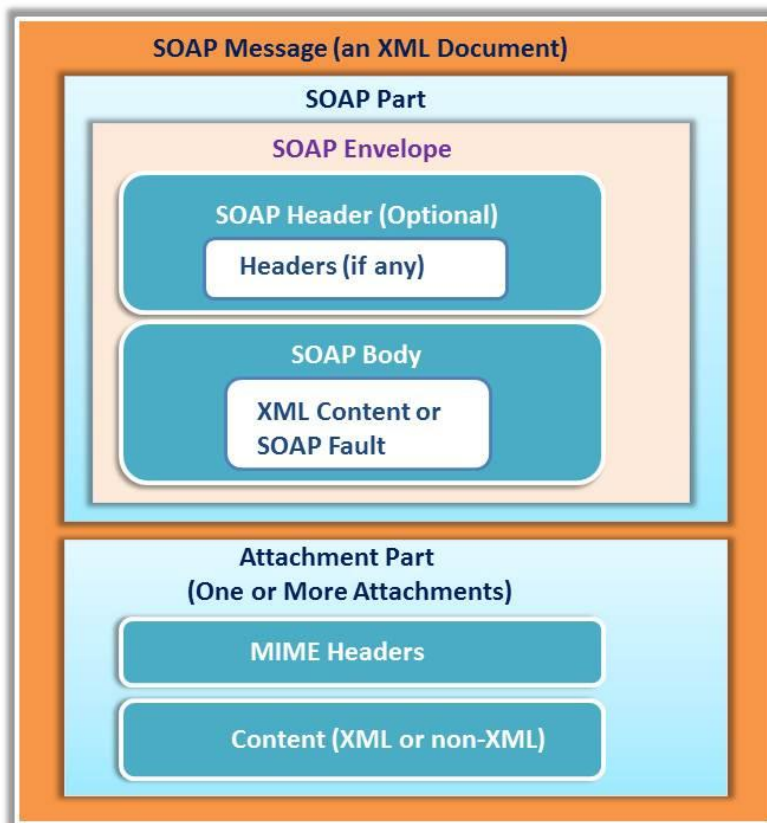 SOAP Message (an XML Document)
SOAP Part
SOAP Envelope
SOAP Header (Optional)
Headers (if any)
SOAP Body
XML Content or
SOAP Fault
Attachment Part
(One or More Attachments)
MIME Headers
Content (XML or non-XML)